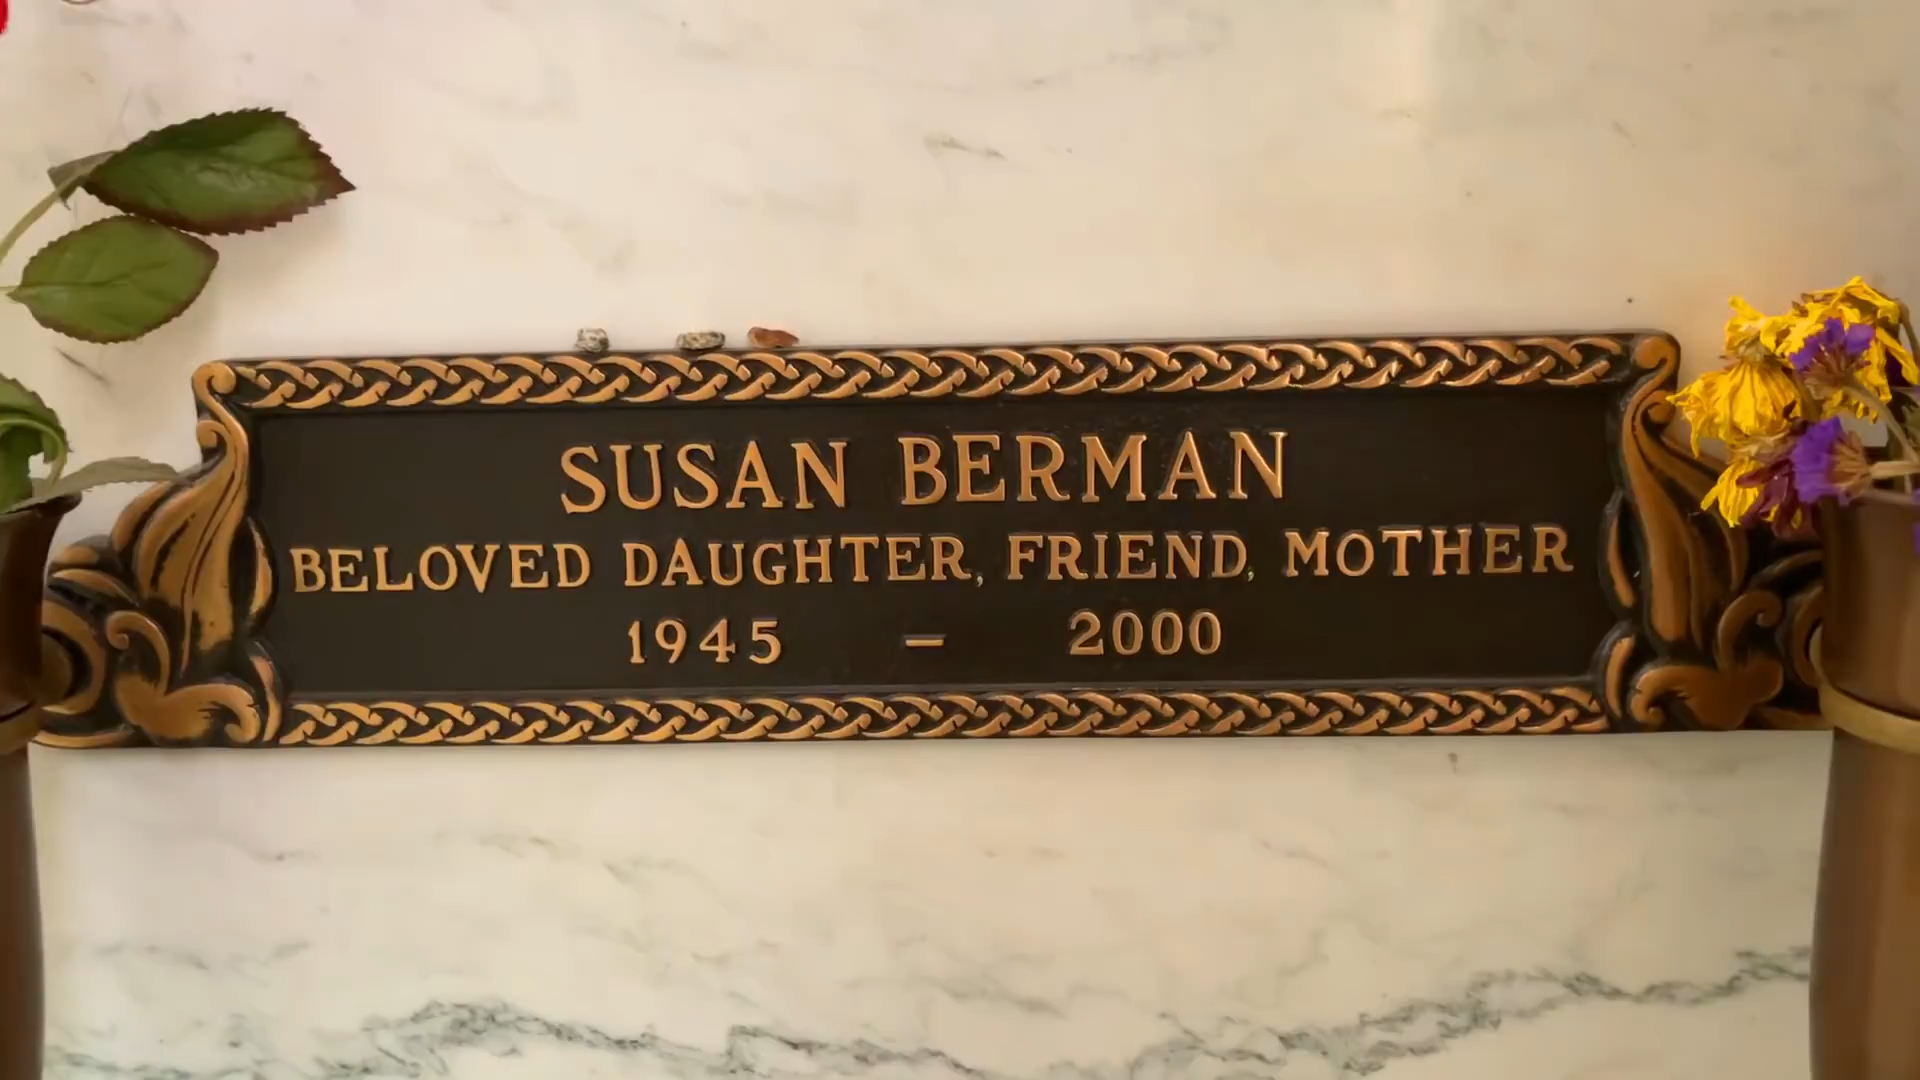 SUSAN BERMAN
BELOVED DAUGHTER, FRIEND, MOTHER
1945 – 2000